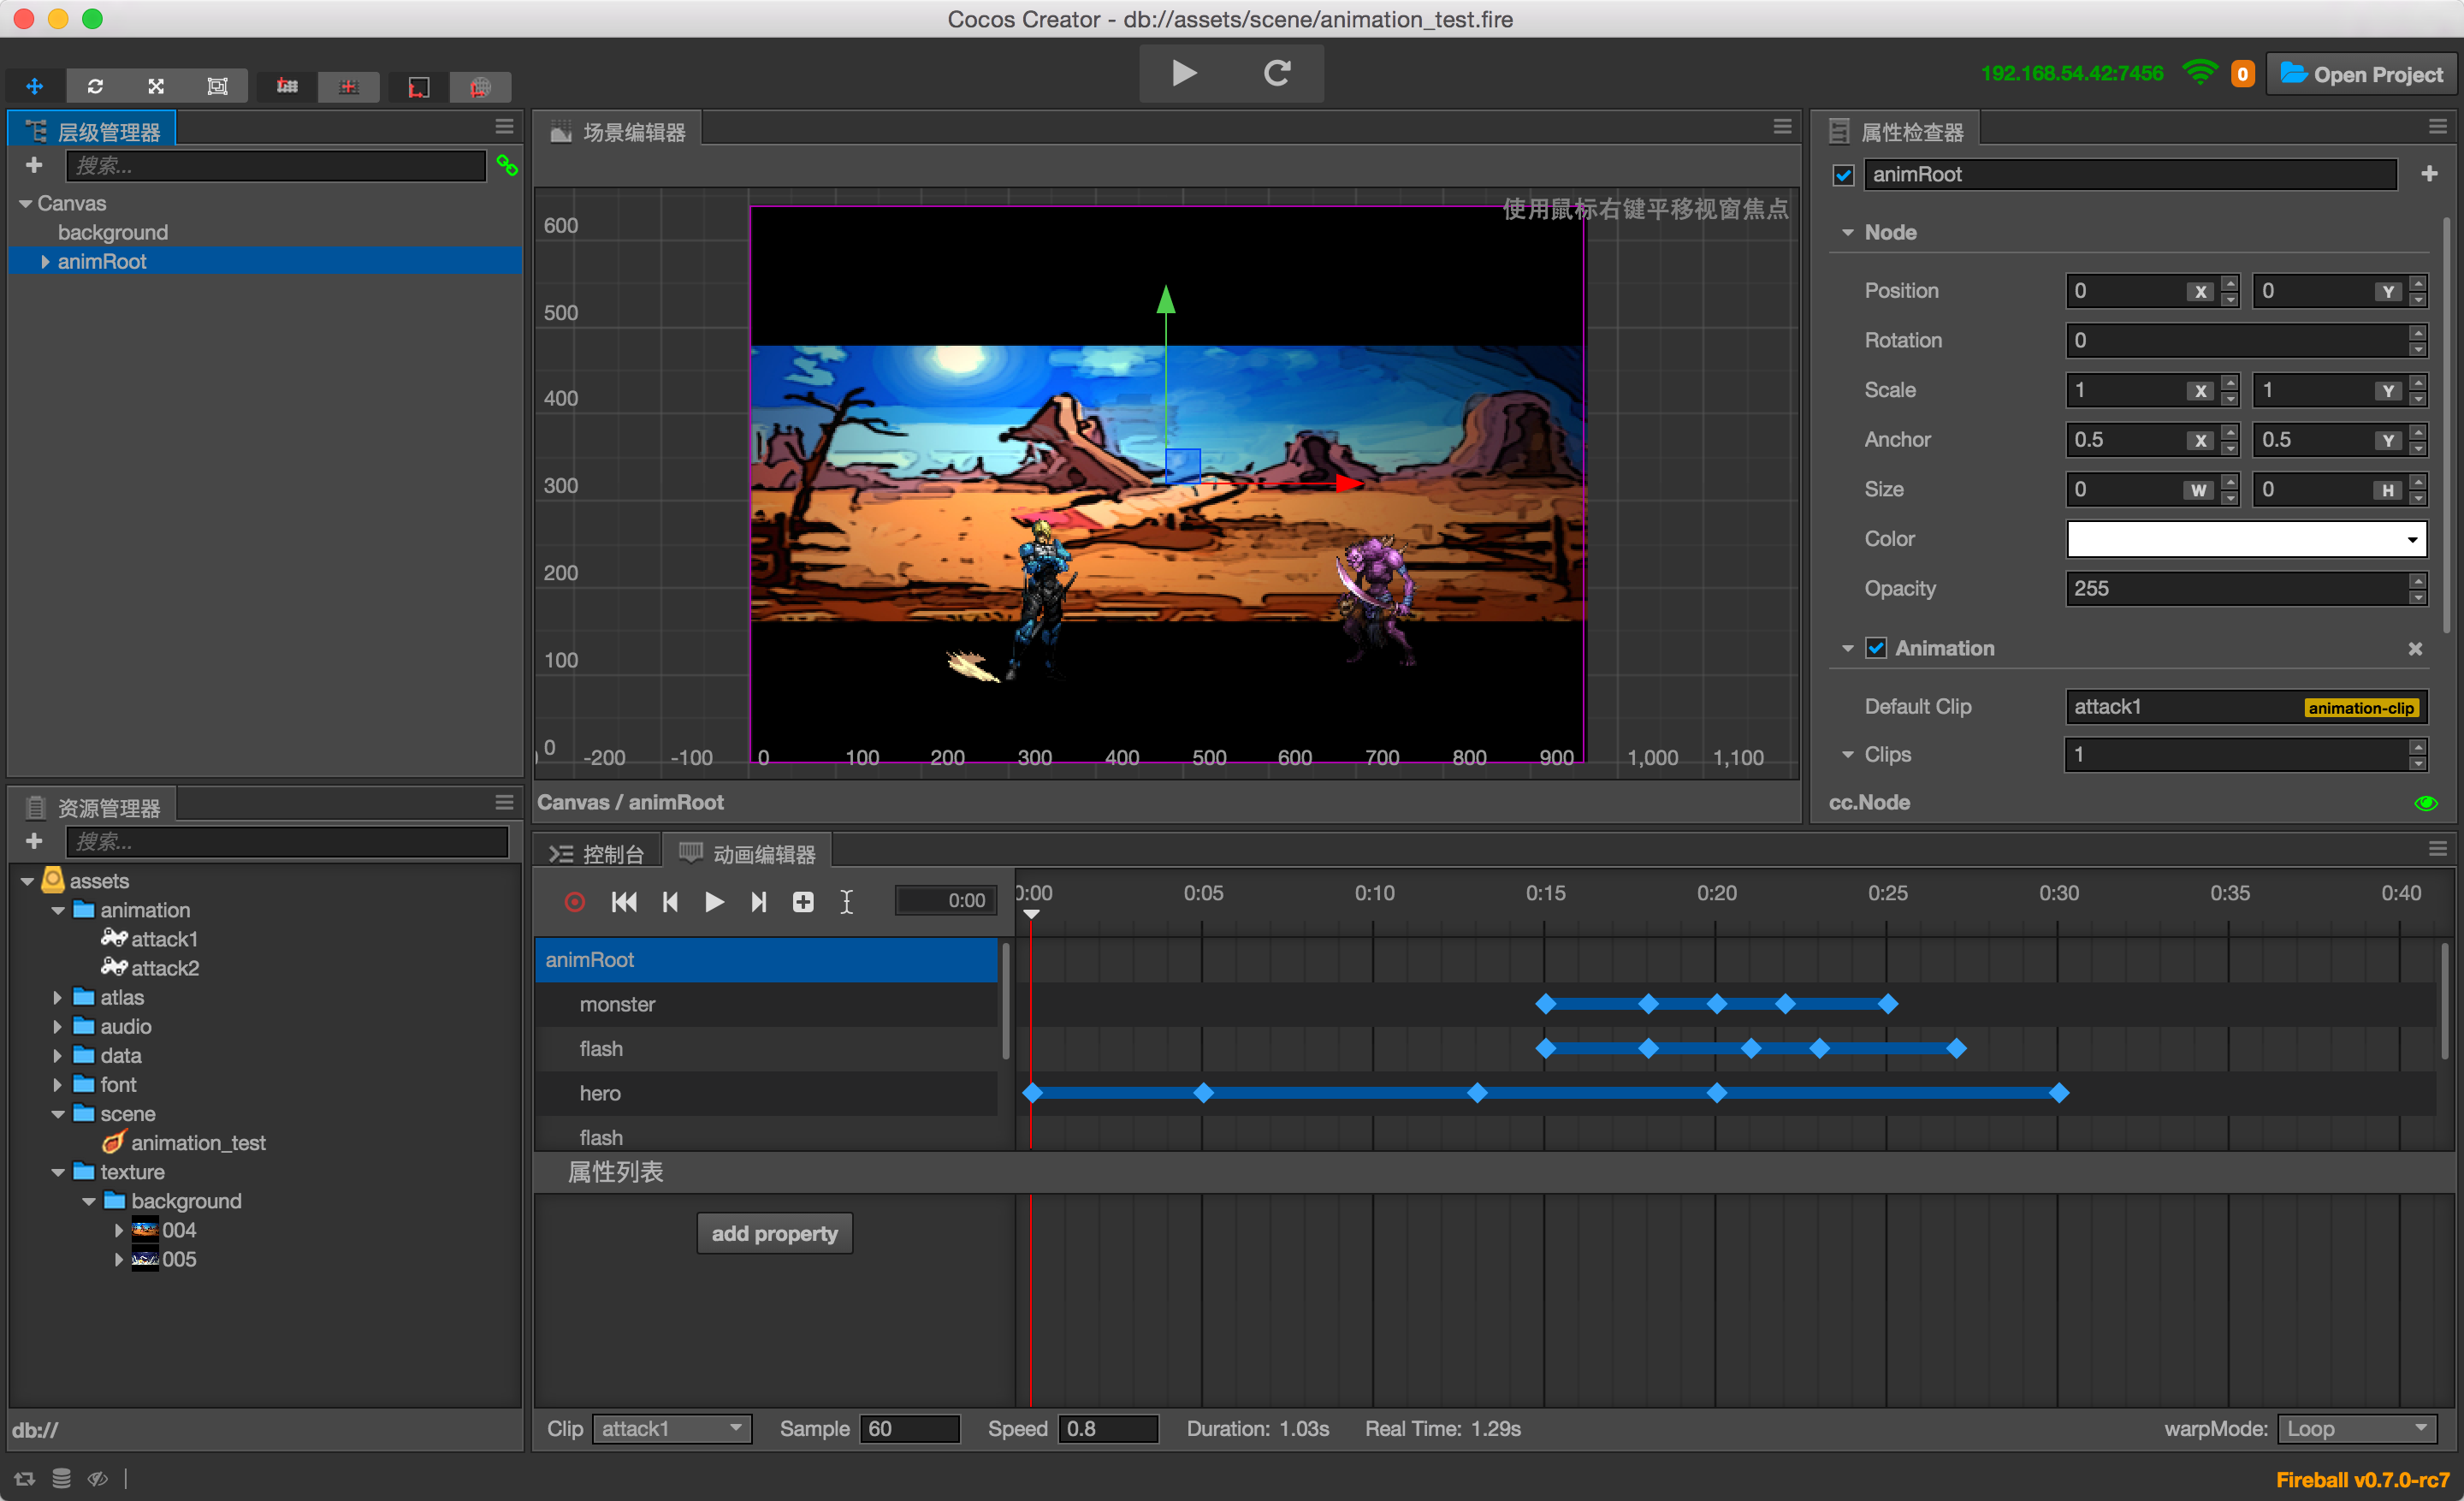 Cocos Creator - db://assets/scene/animation_test.fire
192.168.54.42:7456
0
Open Project
层级管理器
搜索...
Canvas
background
animRoot
场景编辑器
使用鼠标右键平移视窗焦点
600
500
400
300
200
100
0
-200 -100 0 100 200 300 400 500 600 700 800 900 1,000 1,100
Canvas / animRoot
属性检查器
animRoot
Node
Position 0 X 0 Y
Rotation 0
Scale 1 X 1 Y
Anchor 0.5 X 0.5 Y
Size 0 W 0 H
Color
Opacity 255
Animation
Default Clip attack1 animation-clip
Clips 1
cc.Node
资源管理器
搜索...
assets
animation
attack1
attack2
atlas
audio
data
font
scene
animation_test
texture
background
004
005
db://
控制台 动画编辑器
0:00
0:00 0:05 0:10 0:15 0:20 0:25 0:30 0:35 0:40
animRoot
monster
flash
hero
flash
属性列表
add property
Clip attack1 Sample 60 Speed 0.8 Duration: 1.03s Real Time: 1.29s warpMode: Loop
Fireball v0.7.0-rc7